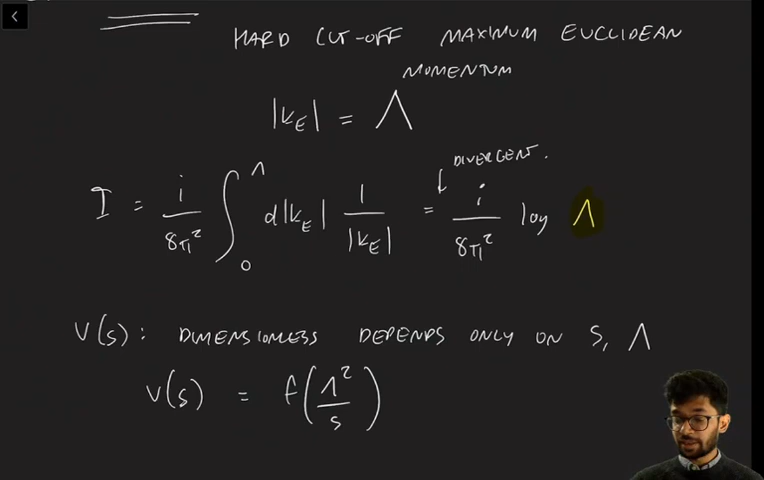 HARD CUT-OFF MAXIMUM EUCLIDEAN
MOMENTUM
|k_E| = Λ
DIVERGENT.
I = i/8π² ∫₀^Λ d|k_E| 1/|k_E| = i/8π² log Λ
V(s): DIMENSIONLESS DEPENDS ONLY ON S, Λ
V(s) = f(Λ²/s)